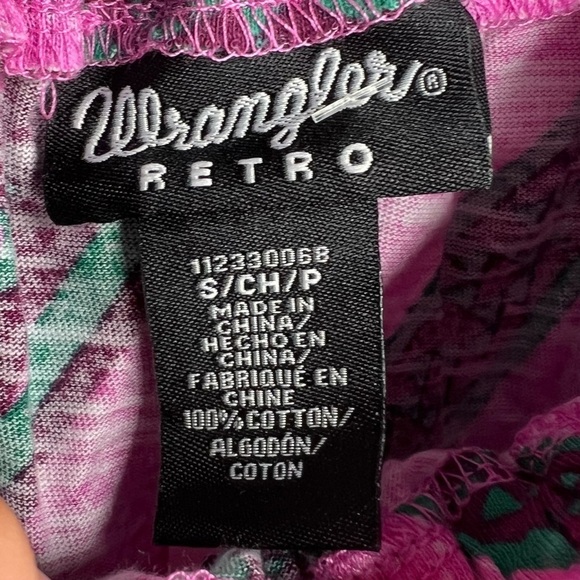 Wrangler®
RETRO
112330068
S/CH/P
MADE IN
CHINA/
HECHO EN
CHINA/
FABRIQUÉ EN
CHINE
100% COTTON/
ALGODÓN/
COTON